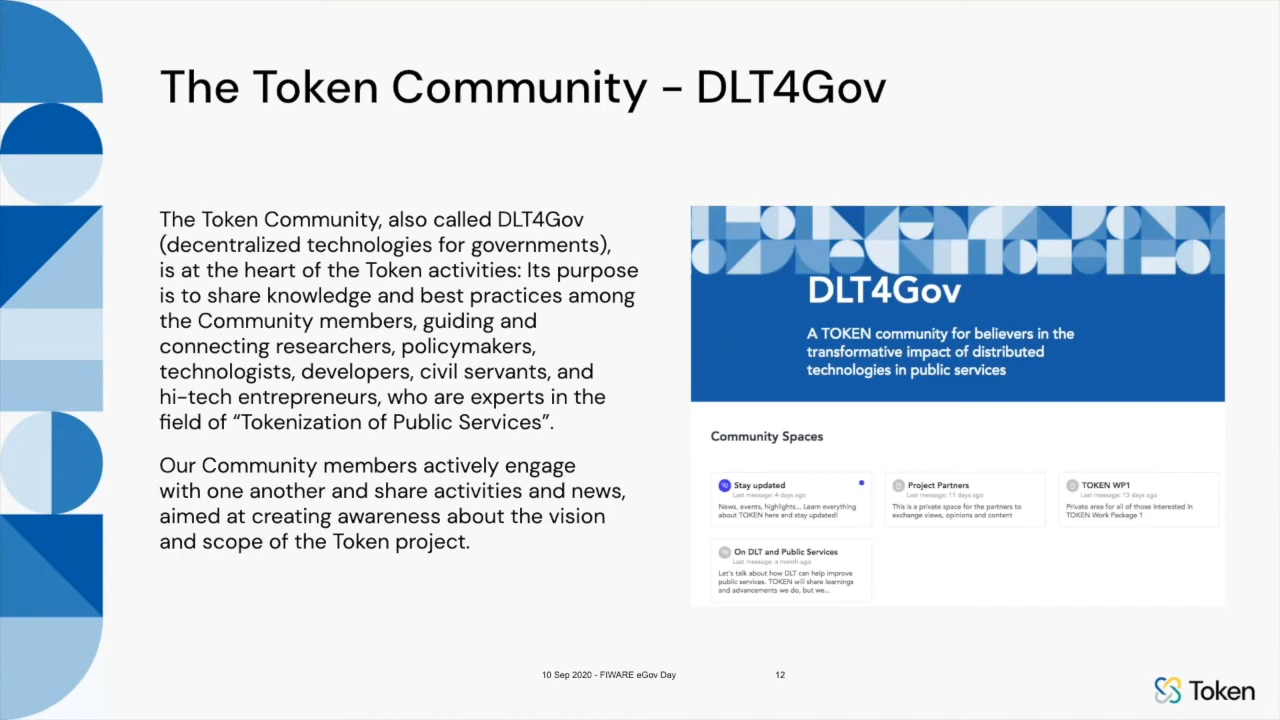 The Token Community - DLT4Gov
The Token Community, also called DLT4Gov
(decentralized technologies for governments),
is at the heart of the Token activities: Its purpose
is to share knowledge and best practices among
the Community members, guiding and
connecting researchers, policymakers,
technologists, developers, civil servants, and
hi-tech entrepreneurs, who are experts in the
field of “Tokenization of Public Services”.
Our Community members actively engage
with one another and share activities and news,
aimed at creating awareness about the vision
and scope of the Token project.
DLT4Gov
A TOKEN community for believers in the
transformative impact of distributed
technologies in public services
Community Spaces
Stay updated
Last message: 4 days ago
News, events, highlights... Learn everything
about TOKEN here and stay updated!
Project Partners
Last message: 11 days ago
This is a private space for the partners to
exchange views, opinions and content
TOKEN WP1
Last message: 13 days ago
Private area for all of those interested in
TOKEN Work Package 1
On DLT and Public Services
Last message: a month ago
Let's talk about how DLT can help improve
public services. TOKEN will share learnings
and advancements we do, but we...
10 Sep 2020 - FIWARE eGov Day
12
Token